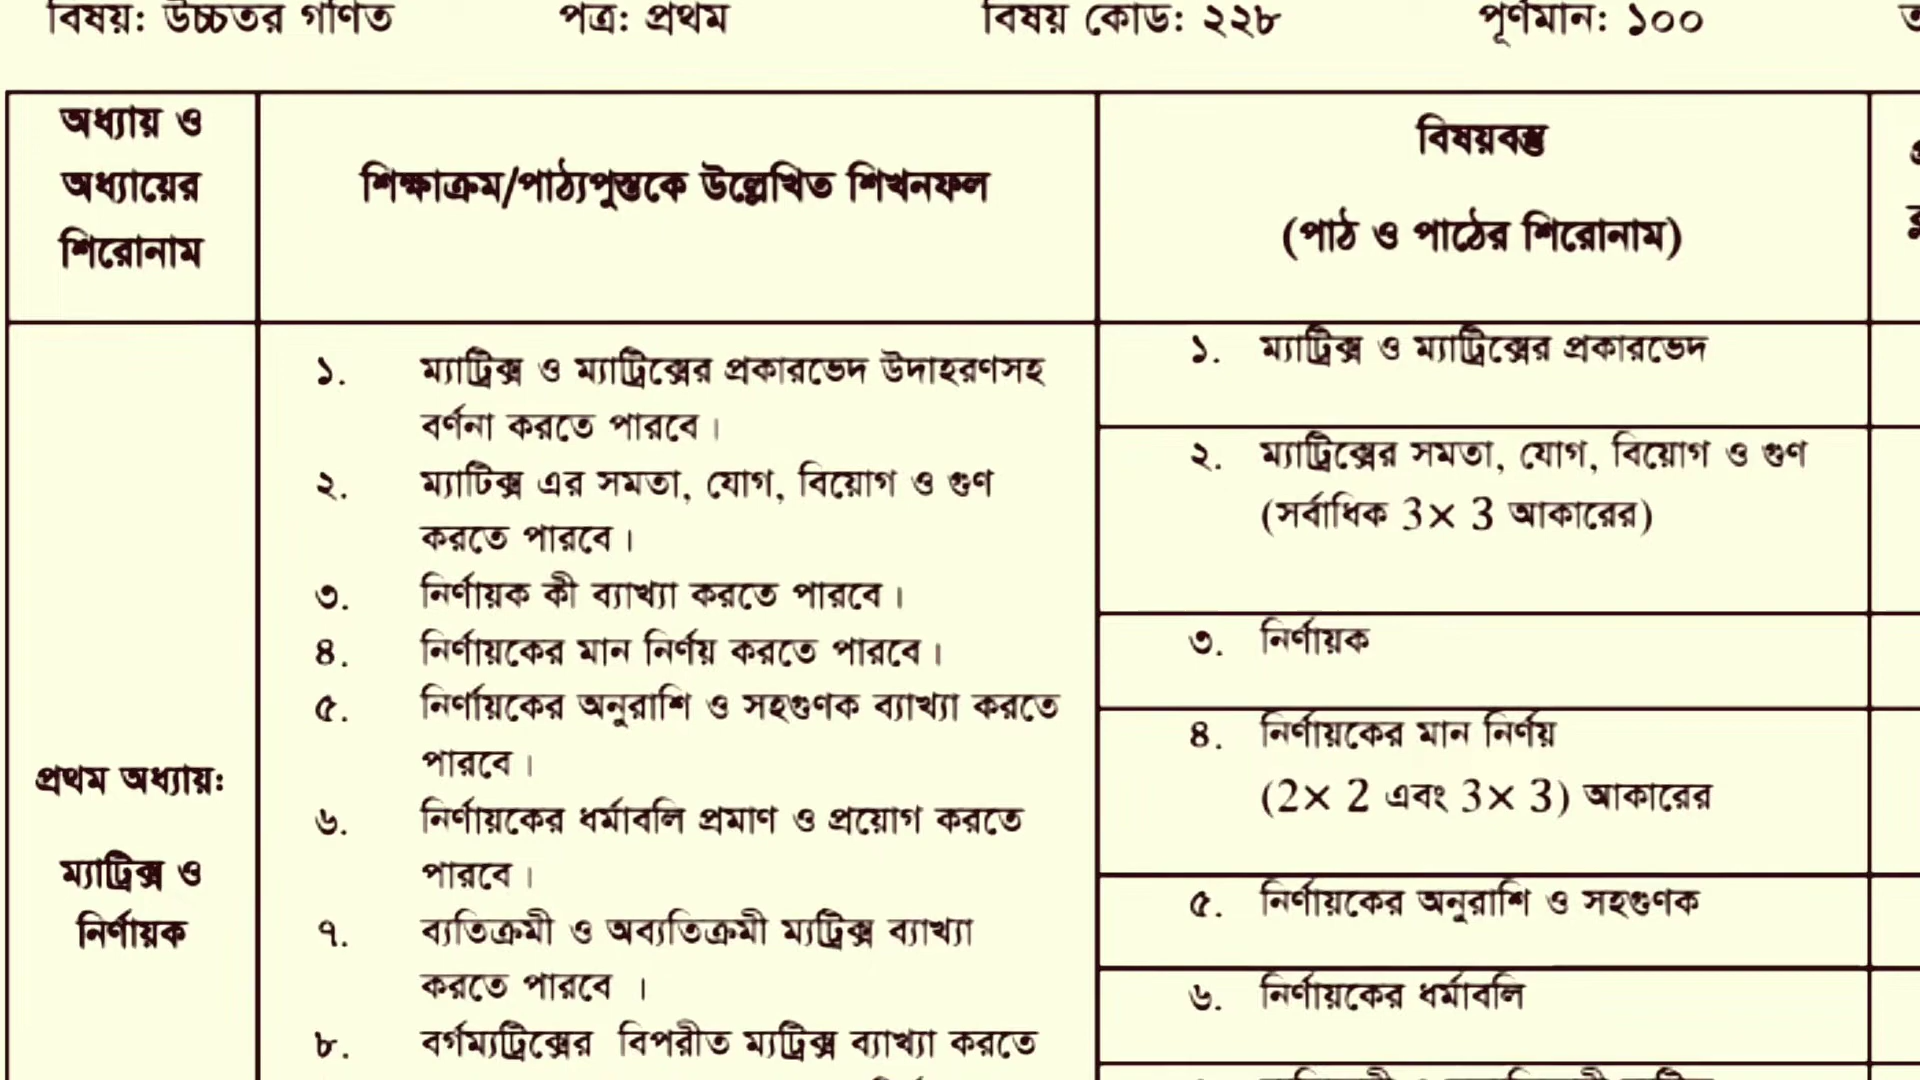 বিষয়: উচ্চতর গণিত পত্র: প্রথম বিষয় কোড: ২২৮ পূর্ণমান: ১০০
অধ্যায় ও
অধ্যায়ের
শিরোনাম
শিক্ষাক্রম/পাঠ্যপুস্তকে উল্লেখিত শিখনফল
বিষয়বস্তু
(পাঠ ও পাঠের শিরোনাম)
প্রথম অধ্যায়:
ম্যাট্রিক্স ও
নির্ণায়ক
১. ম্যাট্রিক্স ও ম্যাট্রিক্সের প্রকারভেদ উদাহরণসহ
বর্ণনা করতে পারবে।
২. ম্যাটিক্স এর সমতা, যোগ, বিয়োগ ও গুণ
করতে পারবে।
৩. নির্ণায়ক কী ব্যাখ্যা করতে পারবে।
৪. নির্ণায়কের মান নির্ণয় করতে পারবে।
৫. নির্ণায়কের অনুরাশি ও সহগুণক ব্যাখ্যা করতে
পারবে।
৬. নির্ণায়কের ধর্মাবলি প্রমাণ ও প্রয়োগ করতে
পারবে।
৭. ব্যতিক্রমী ও অব্যতিক্রমী ম্যট্রিক্স ব্যাখ্যা
করতে পারবে ।
৮. বর্গম্যট্রিক্সের বিপরীত ম্যট্রিক্স ব্যাখ্যা করতে
১. ম্যাট্রিক্স ও ম্যাট্রিক্সের প্রকারভেদ
২. ম্যাট্রিক্সের সমতা, যোগ, বিয়োগ ও গুণ
(সর্বাধিক 3× 3 আকারের)
৩. নির্ণায়ক
৪. নির্ণায়কের মান নির্ণয়
(2× 2 এবং 3× 3) আকারের
৫. নির্ণায়কের অনুরাশি ও সহগুণক
৬. নির্ণায়কের ধর্মাবলি